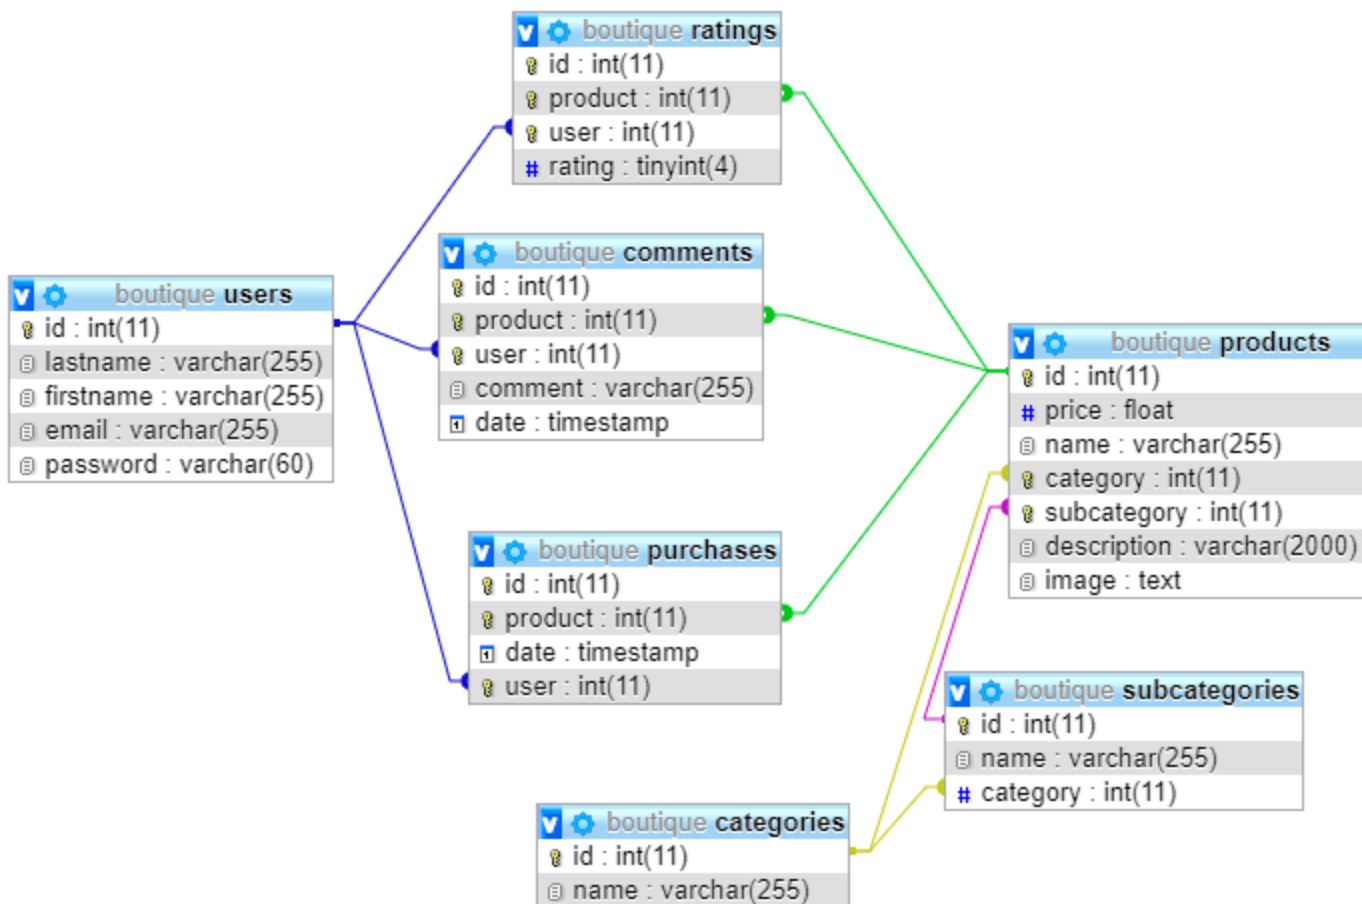 boutique ratings
id : int(11)
product : int(11)
user : int(11)
# rating : tinyint(4)
boutique comments
id : int(11)
product : int(11)
user : int(11)
comment : varchar(255)
date : timestamp
boutique users
id : int(11)
lastname : varchar(255)
firstname : varchar(255)
email : varchar(255)
password : varchar(60)
boutique products
id : int(11)
# price : float
name : varchar(255)
category : int(11)
subcategory : int(11)
description : varchar(2000)
image : text
boutique purchases
id : int(11)
product : int(11)
date : timestamp
user : int(11)
boutique subcategories
id : int(11)
name : varchar(255)
# category : int(11)
boutique categories
id : int(11)
name : varchar(255)